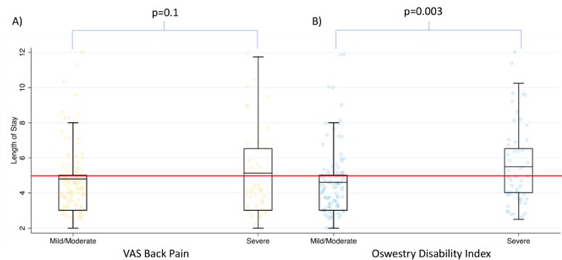 A)
p=0.1
B)
p=0.003
Length of Stay
12
10
8
6
4
2
Mild/Moderate
Severe
Mild/Moderate
Severe
VAS Back Pain
Oswestry Disability Index